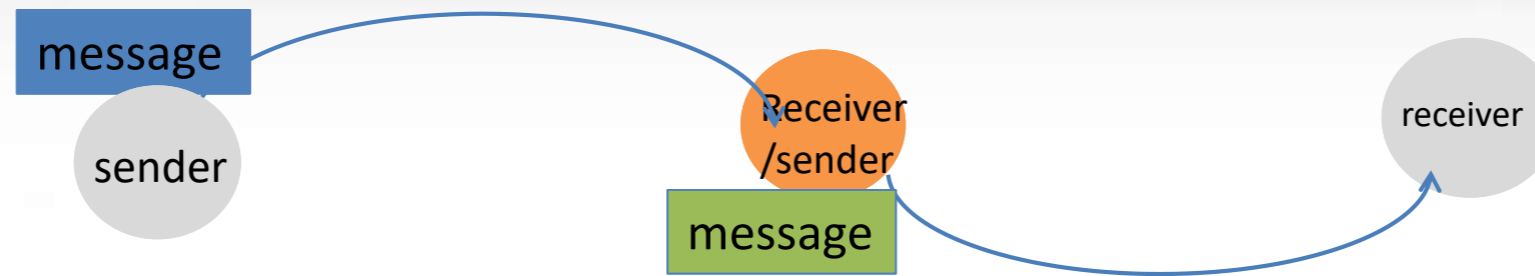 message
sender
Receiver
/sender
message
receiver